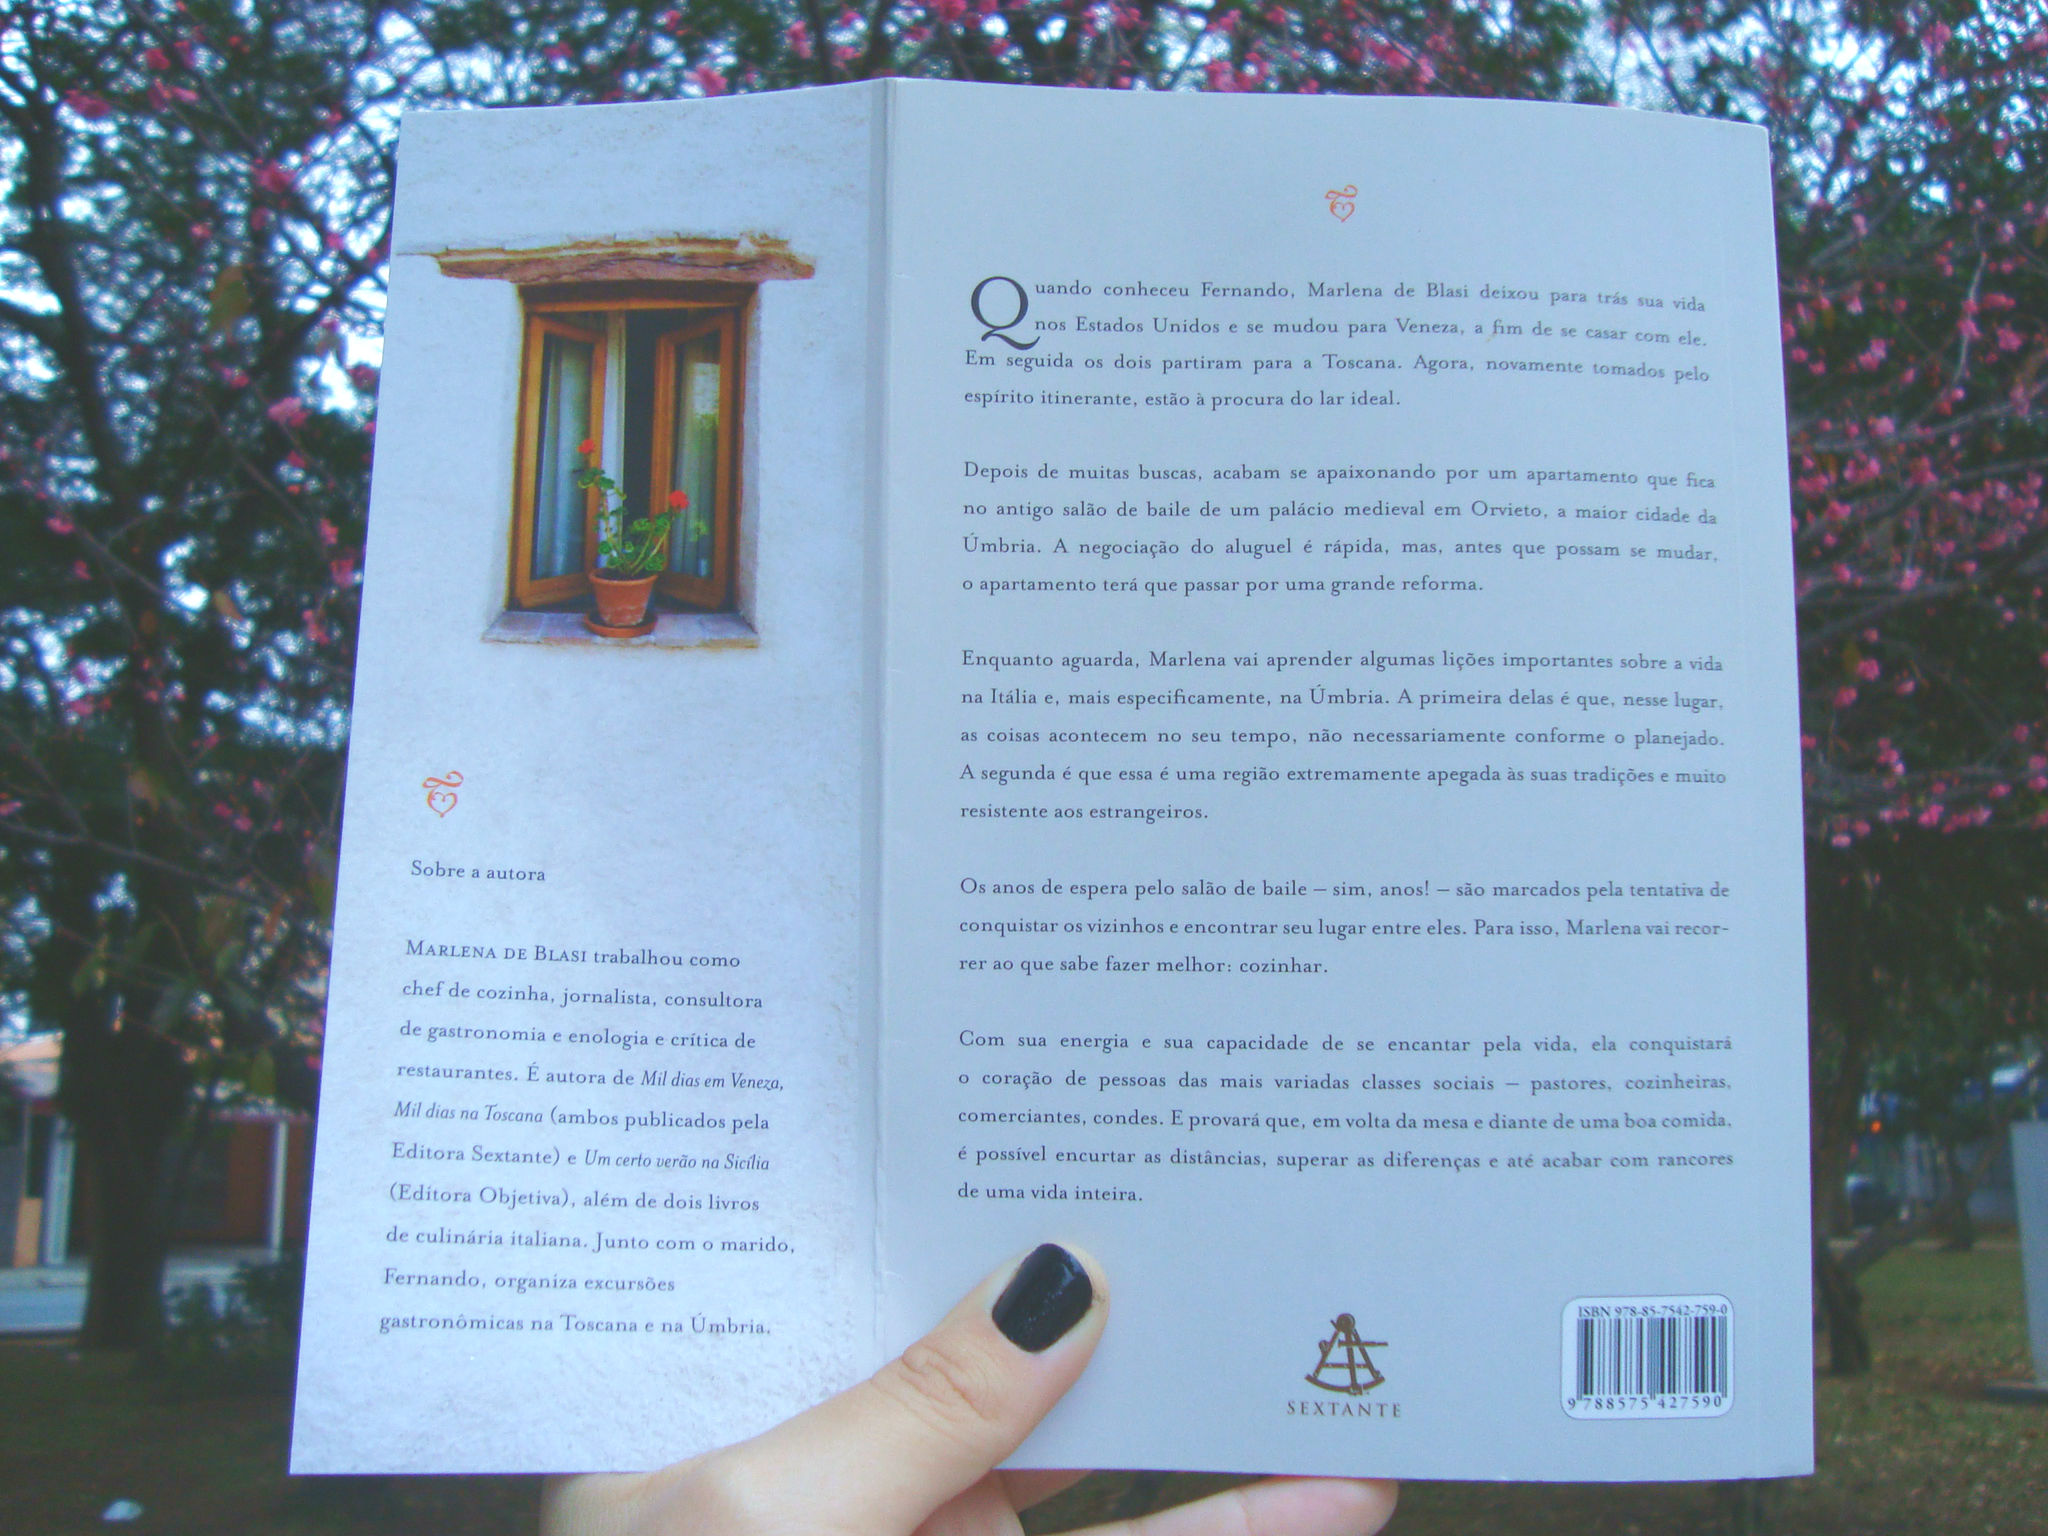 Sobre a autora
MARLENA DE BLASI trabalhou como
chef de cozinha, jornalista, consultora
de gastronomia e enologia e crítica de
restaurantes. É autora de Mil dias em Veneza,
Mil dias na Toscana (ambos publicados pela
Editora Sextante) e Um certo verão na Sicília
(Editora Objetiva), além de dois livros
de culinária italiana. Junto com o marido,
Fernando, organiza excursões
gastronômicas na Toscana e na Úmbria.
Quando conheceu Fernando, Marlena de Blasi deixou para trás sua vida
nos Estados Unidos e se mudou para Veneza, a fim de se casar com ele.
Em seguida os dois partiram para a Toscana. Agora, novamente tomados pelo
espírito itinerante, estão à procura do lar ideal.
Depois de muitas buscas, acabam se apaixonando por um apartamento que fica
no antigo salão de baile de um palácio medieval em Orvieto, a maior cidade da
Úmbria. A negociação do aluguel é rápida, mas, antes que possam se mudar,
o apartamento terá que passar por uma grande reforma.
Enquanto aguarda, Marlena vai aprender algumas lições importantes sobre a vida
na Itália e, mais especificamente, na Úmbria. A primeira delas é que, nesse lugar,
as coisas acontecem no seu tempo, não necessariamente conforme o planejado.
A segunda é que essa é uma região extremamente apegada às suas tradições e muito
resistente aos estrangeiros.
Os anos de espera pelo salão de baile – sim, anos! – são marcados pela tentativa de
conquistar os vizinhos e encontrar seu lugar entre eles. Para isso, Marlena vai recor-
rer ao que sabe fazer melhor: cozinhar.
Com sua energia e sua capacidade de se encantar pela vida, ela conquistará
o coração de pessoas das mais variadas classes sociais – pastores, cozinheiras,
comerciantes, condes. E provará que, em volta da mesa e diante de uma boa comida,
é possível encurtar as distâncias, superar as diferenças e até acabar com rancores
de uma vida inteira.
SEXTANTE
ISBN 978-85-7542-759-0
9 788575 427590